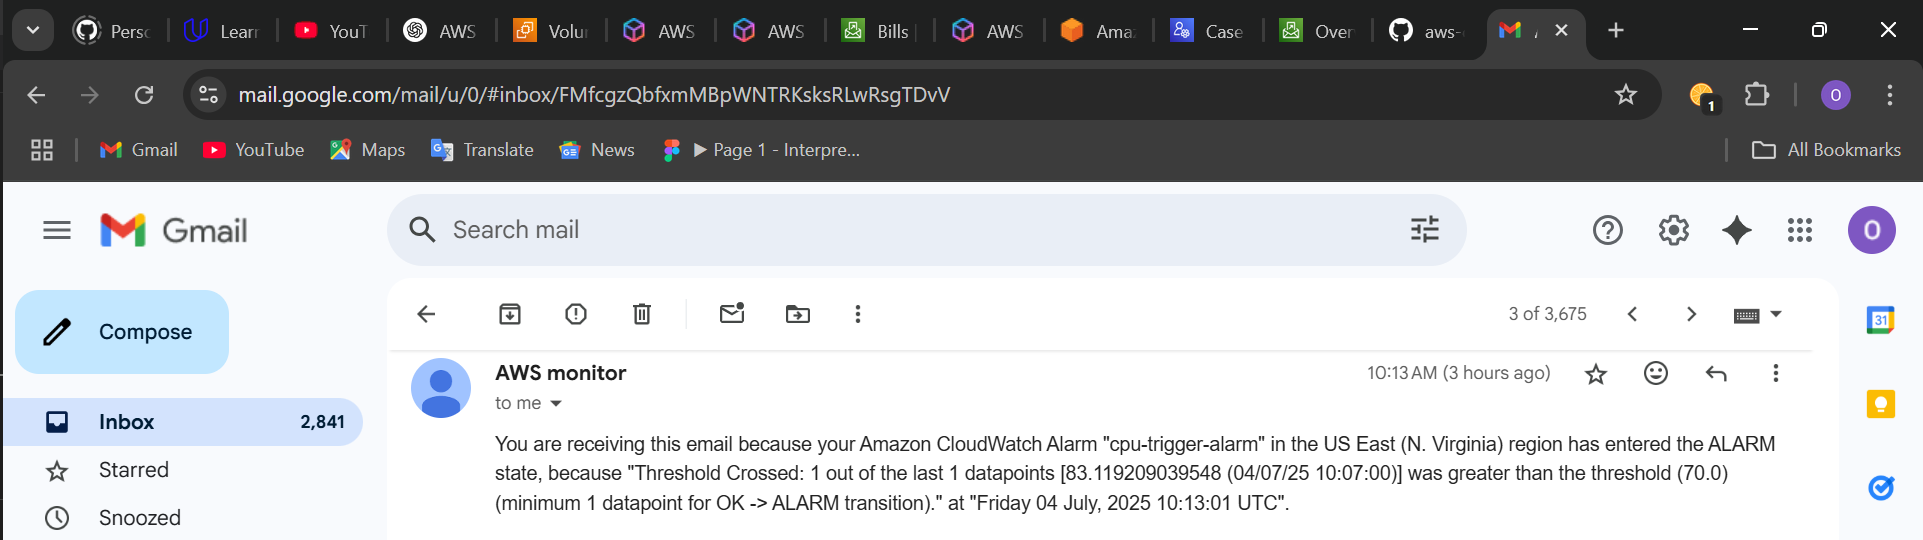 Persc
Learn
YouT
AWS
Volu
AWS
AWS
Bills |
AWS
Ama
Case
Over
aws-
mail.google.com/mail/u/0/#inbox/FMfcgzQbfxmMBpWNTRKsksRLwRsgTDvV
1
O
Gmail
YouTube
Maps
Translate
News
Page 1 - Interpre...
All Bookmarks
Gmail
Search mail
O
Compose
3 of 3,675
31
AWS monitor
10:13 AM (3 hours ago)
to me
Inbox
2,841
You are receiving this email because your Amazon CloudWatch Alarm "cpu-trigger-alarm" in the US East (N. Virginia) region has entered the ALARM
state, because "Threshold Crossed: 1 out of the last 1 datapoints [83.119209039548 (04/07/25 10:07:00)] was greater than the threshold (70.0)
(minimum 1 datapoint for OK -> ALARM transition)." at "Friday 04 July, 2025 10:13:01 UTC".
Starred
Snoozed